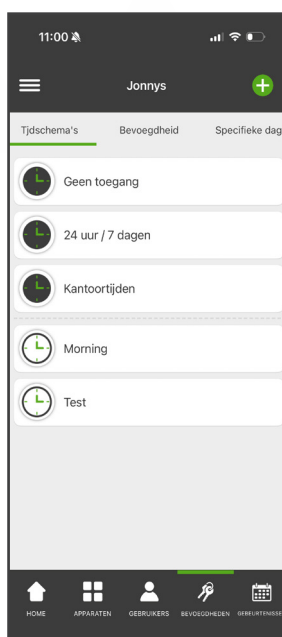 11:00
Jonnys
Tjdschema's Bevoegdheid Specifieke dag
Geen toegang
24 uur / 7 dagen
Kantoortijden
Morning
Test
HOME APPARATEN GEBRUIKERS BEVOEGDHEDEN GEBEURTENISSE